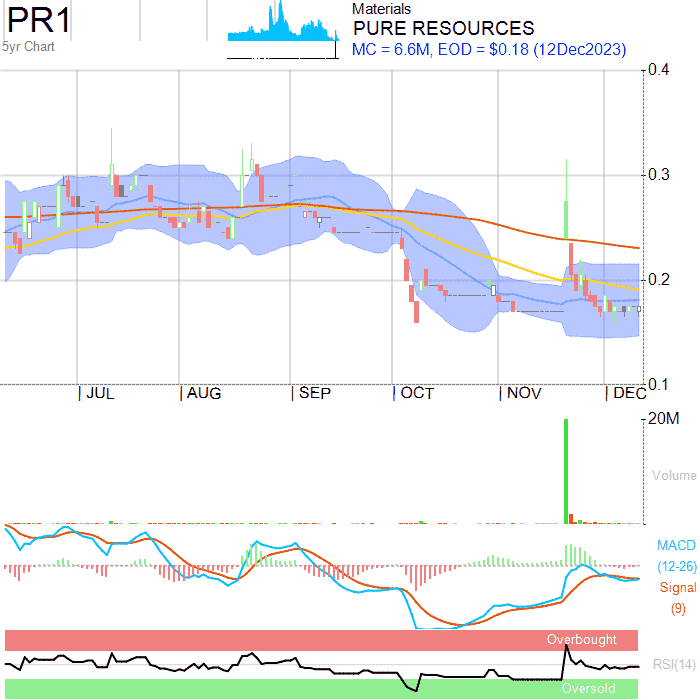 PR1
5yr Chart
Materials
PURE RESOURCES
MC = 6.6M, EOD = $0.18 (12Dec2023)
0.4
0.3
0.2
0.1
JUL AUG SEP OCT NOV DEC
20M
Volume
MACD
(12-26)
Signal
(9)
Overbought
RSI(14)
Oversold